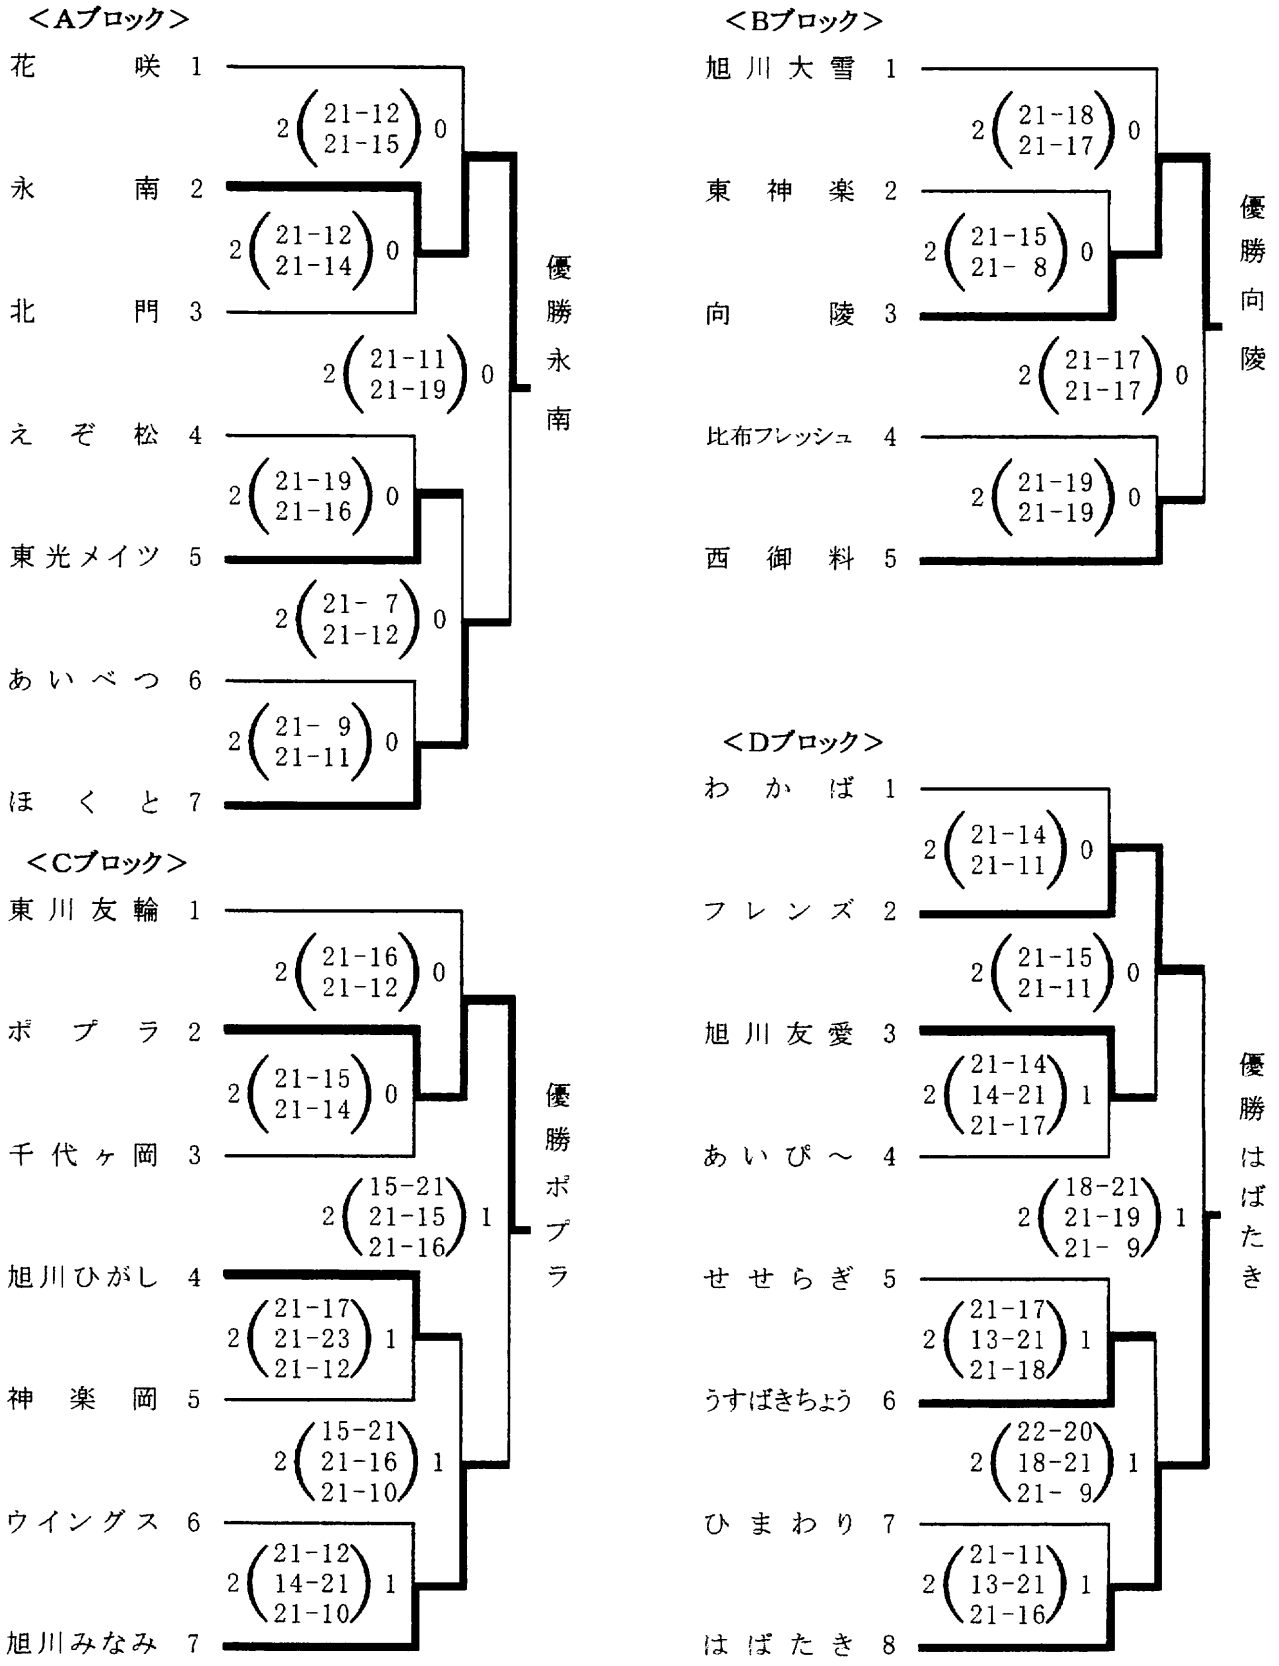 <Aブロック>
花咲 1
2 (21-12 21-15) 0
永南 2
2 (21-12 21-14) 0
北門 3
2 (21-11 21-19) 0
えぞ松 4
2 (21-19 21-16) 0
東光メイツ 5
2 (21- 7 21-12) 0
あいべつ 6
2 (21- 9 21-11) 0
ほくと 7
優勝 永南
<Bブロック>
旭川大雪 1
2 (21-18 21-17) 0
東神楽 2
2 (21-15 21- 8) 0
向陵 3
2 (21-17 21-17) 0
比布フレッシュ 4
2 (21-19 21-19) 0
西御料 5
優勝 向陵
<Cブロック>
東川友輪 1
2 (21-16 21-12) 0
ポプラ 2
2 (21-15 21-14) 0
千代ヶ岡 3
2 (15-21 21-15 21-16) 1
旭川ひがし 4
2 (21-17 21-23 21-12) 1
神楽岡 5
2 (15-21 21-16 21-10) 1
ウイングス 6
2 (21-12 14-21 21-10) 1
旭川みなみ 7
優勝 ポプラ
<Dブロック>
わかば 1
2 (21-14 21-11) 0
フレンズ 2
2 (21-15 21-11) 0
旭川友愛 3
2 (21-14 14-21 21-17) 1
あいぴ~ 4
2 (18-21 21-19 21- 9) 1
せせらぎ 5
2 (21-17 13-21 21-18) 1
うすばきちょう 6
2 (22-20 18-21 21- 9) 1
ひまわり 7
2 (21-11 13-21 21-16) 1
はばたき 8
優勝 はばたき